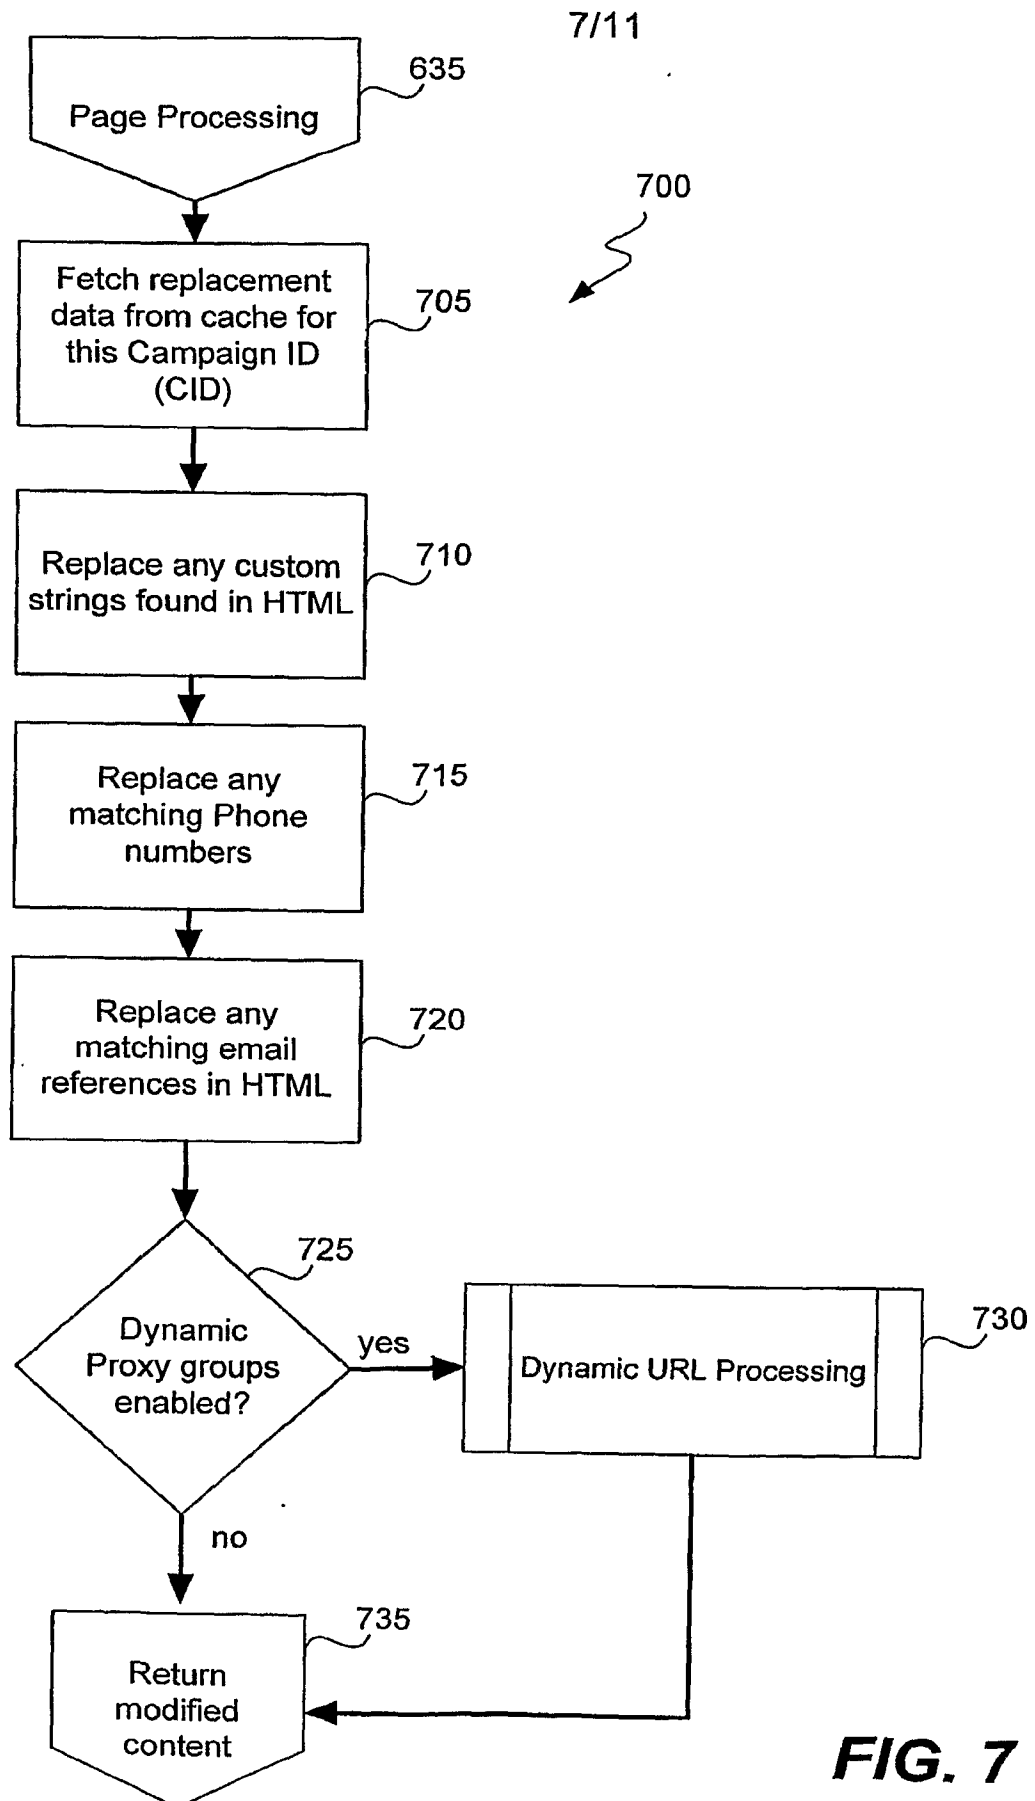 7/11
635
Page Processing
700
Fetch replacement
data from cache for
this Campaign ID
(CID)
705
710
Replace any custom
strings found in HTML
715
Replace any
matching Phone
numbers
720
Replace any
matching email
references in HTML
725
Dynamic
Proxy groups
enabled?
yes
730
Dynamic URL Processing
no
735
Return
modified
content
FIG. 7